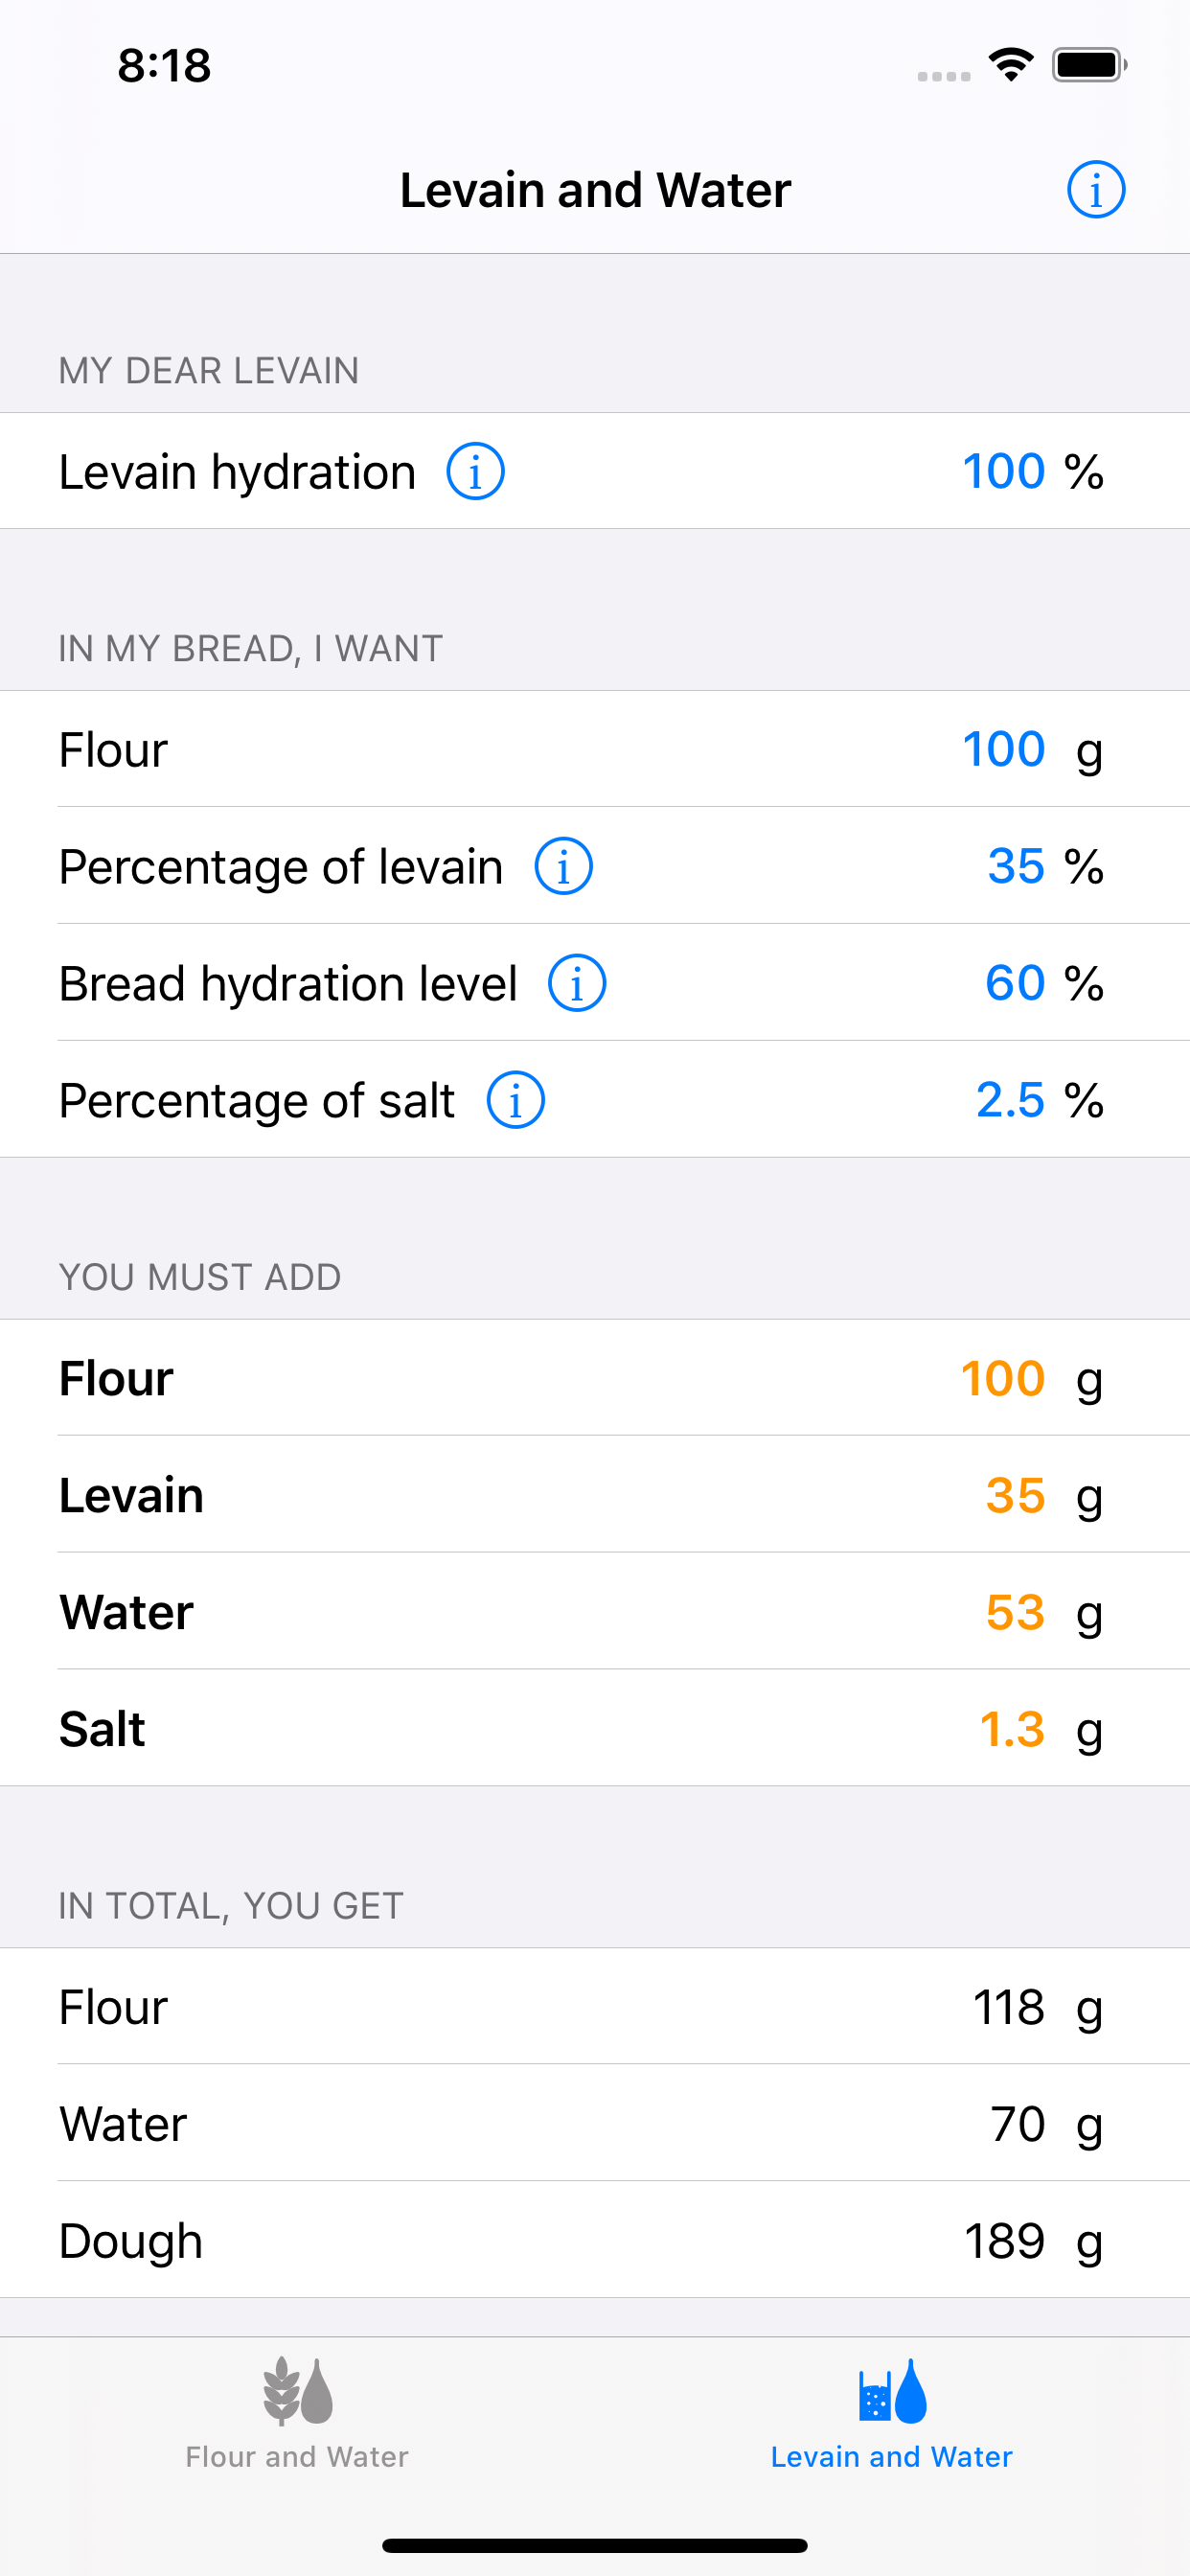 8:18
Levain and Water
MY DEAR LEVAIN
Levain hydration i 100 %
IN MY BREAD, I WANT
Flour 100 g
Percentage of levain i 35 %
Bread hydration level i 60 %
Percentage of salt i 2.5 %
YOU MUST ADD
Flour 100 g
Levain 35 g
Water 53 g
Salt 1.3 g
IN TOTAL, YOU GET
Flour 118 g
Water 70 g
Dough 189 g
Flour and Water Levain and Water